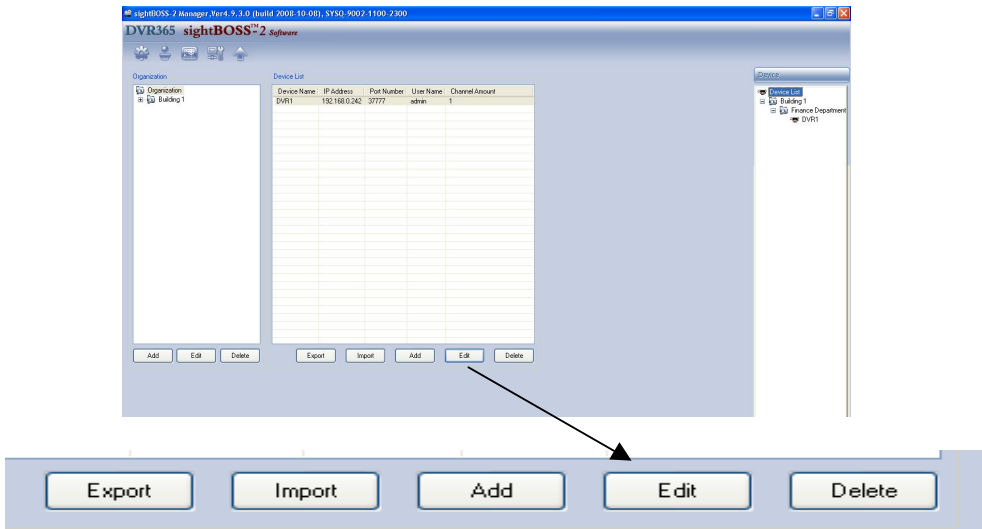 sightBOSS-2 Manager,Ver4.9.3.0 (build 2008-10-08), SYSQ-9002-1100-2300
DVR365 sightBOSS™-2 Software
Organization
Device List
Device
Organization
Building 1
Device Name IP Address Port Number User Name Channel Amount
DVR1 192.168.0.242 37777 admin 1
Device List
Building 1
Finance Department
DVR1
Add Edit Delete
Export Import Add Edit Delete
Export Import Add Edit Delete